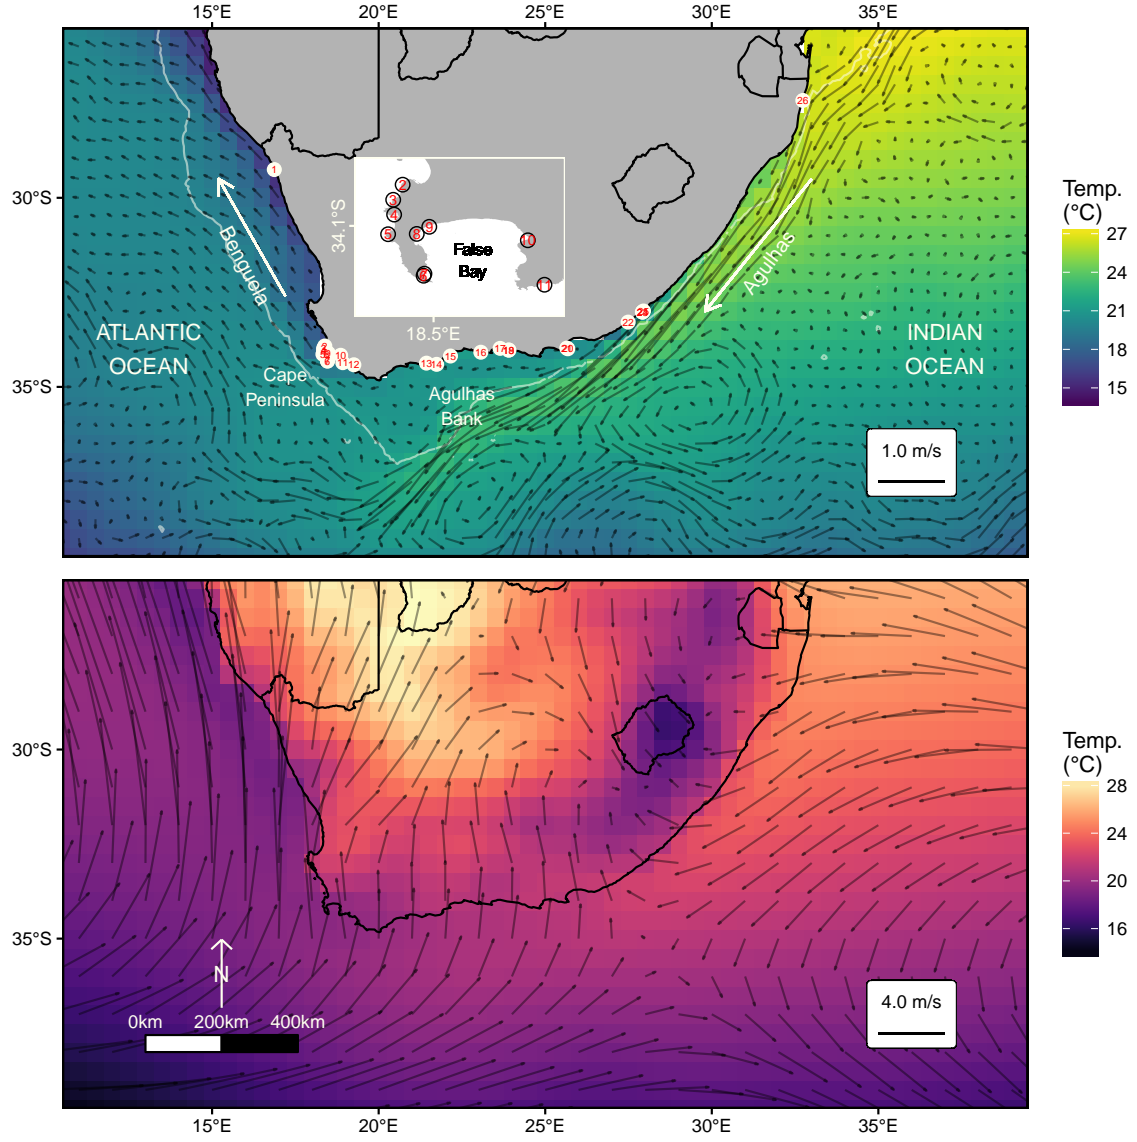 15°E 20°E 25°E 30°E 35°E
26
1
30°S
Benguela
Agulhas
34.1°S
2
3
4
5
8
9
10
11
False
Bay
18.5°E
ATLANTIC
OCEAN
INDIAN
OCEAN
22
10
11
12
13
14
15
16
17
35°S
Cape
Peninsula
Agulhas
Bank
1.0 m/s
Temp.
(°C)
27
24
21
18
15
30°S
35°S
N
0km 200km 400km
4.0 m/s
Temp.
(°C)
28
24
20
16
15°E 20°E 25°E 30°E 35°E